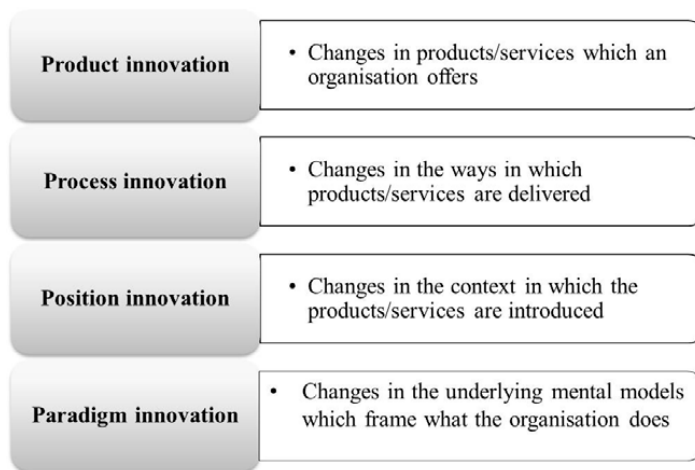 Product innovation
• Changes in products/services which an
organisation offers
Process innovation
• Changes in the ways in which
products/services are delivered
Position innovation
• Changes in the context in which the
products/services are introduced
Paradigm innovation
• Changes in the underlying mental models
which frame what the organisation does